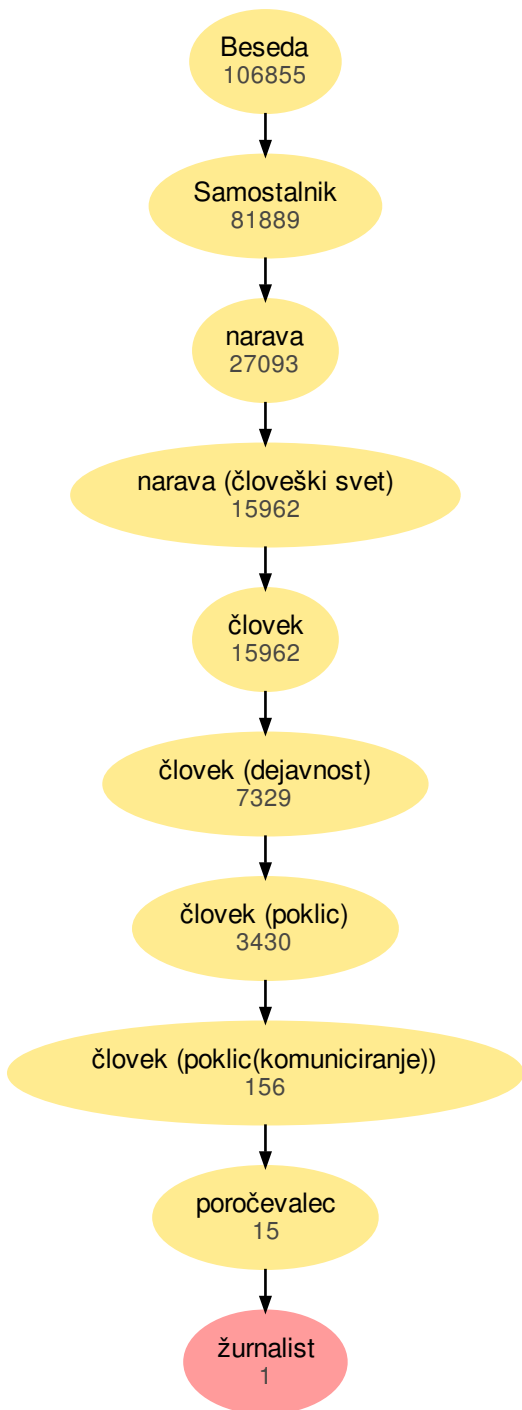 Beseda
106855
Samostalnik
81889
narava
27093
narava (človeški svet)
15962
človek
15962
človek (dejavnost)
7329
človek (poklic)
3430
človek (poklic(komuniciranje))
156
poročevalec
15
žurnalist
1